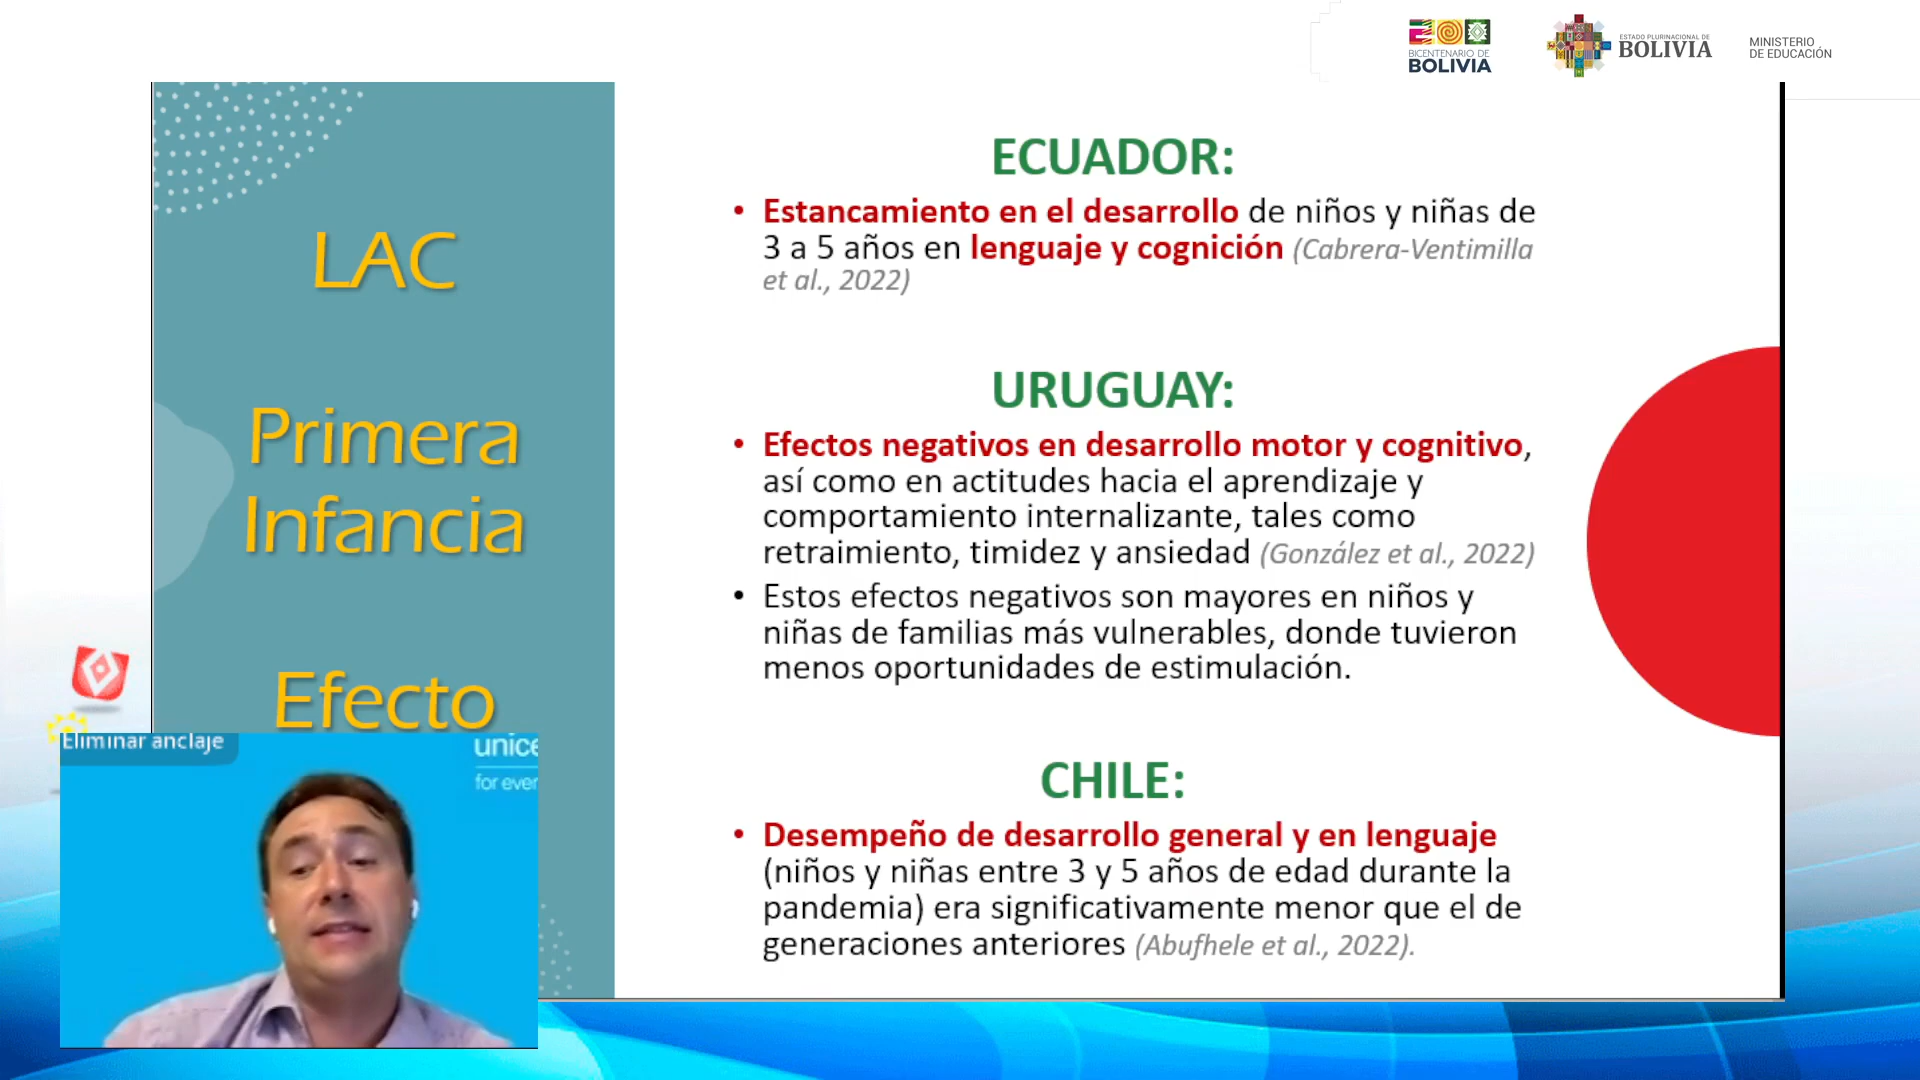 BICENTENARIO DE
BOLIVIA
ESTADO PLURINACIONAL DE
BOLIVIA
MINISTERIO
DE EDUCACIÓN
LAC
Primera
Infancia
Efecto
Eliminar anclaje
unice
for ever
ECUADOR:
• Estancamiento en el desarrollo de niños y niñas de
3 a 5 años en lenguaje y cognición (Cabrera-Ventimilla
et al., 2022)
URUGUAY:
• Efectos negativos en desarrollo motor y cognitivo,
así como en actitudes hacia el aprendizaje y
comportamiento internalizante, tales como
retraimiento, timidez y ansiedad (González et al., 2022)
• Estos efectos negativos son mayores en niños y
niñas de familias más vulnerables, donde tuvieron
menos oportunidades de estimulación.
CHILE:
• Desempeño de desarrollo general y en lenguaje
(niños y niñas entre 3 y 5 años de edad durante la
pandemia) era significativamente menor que el de
generaciones anteriores (Abufhele et al., 2022).